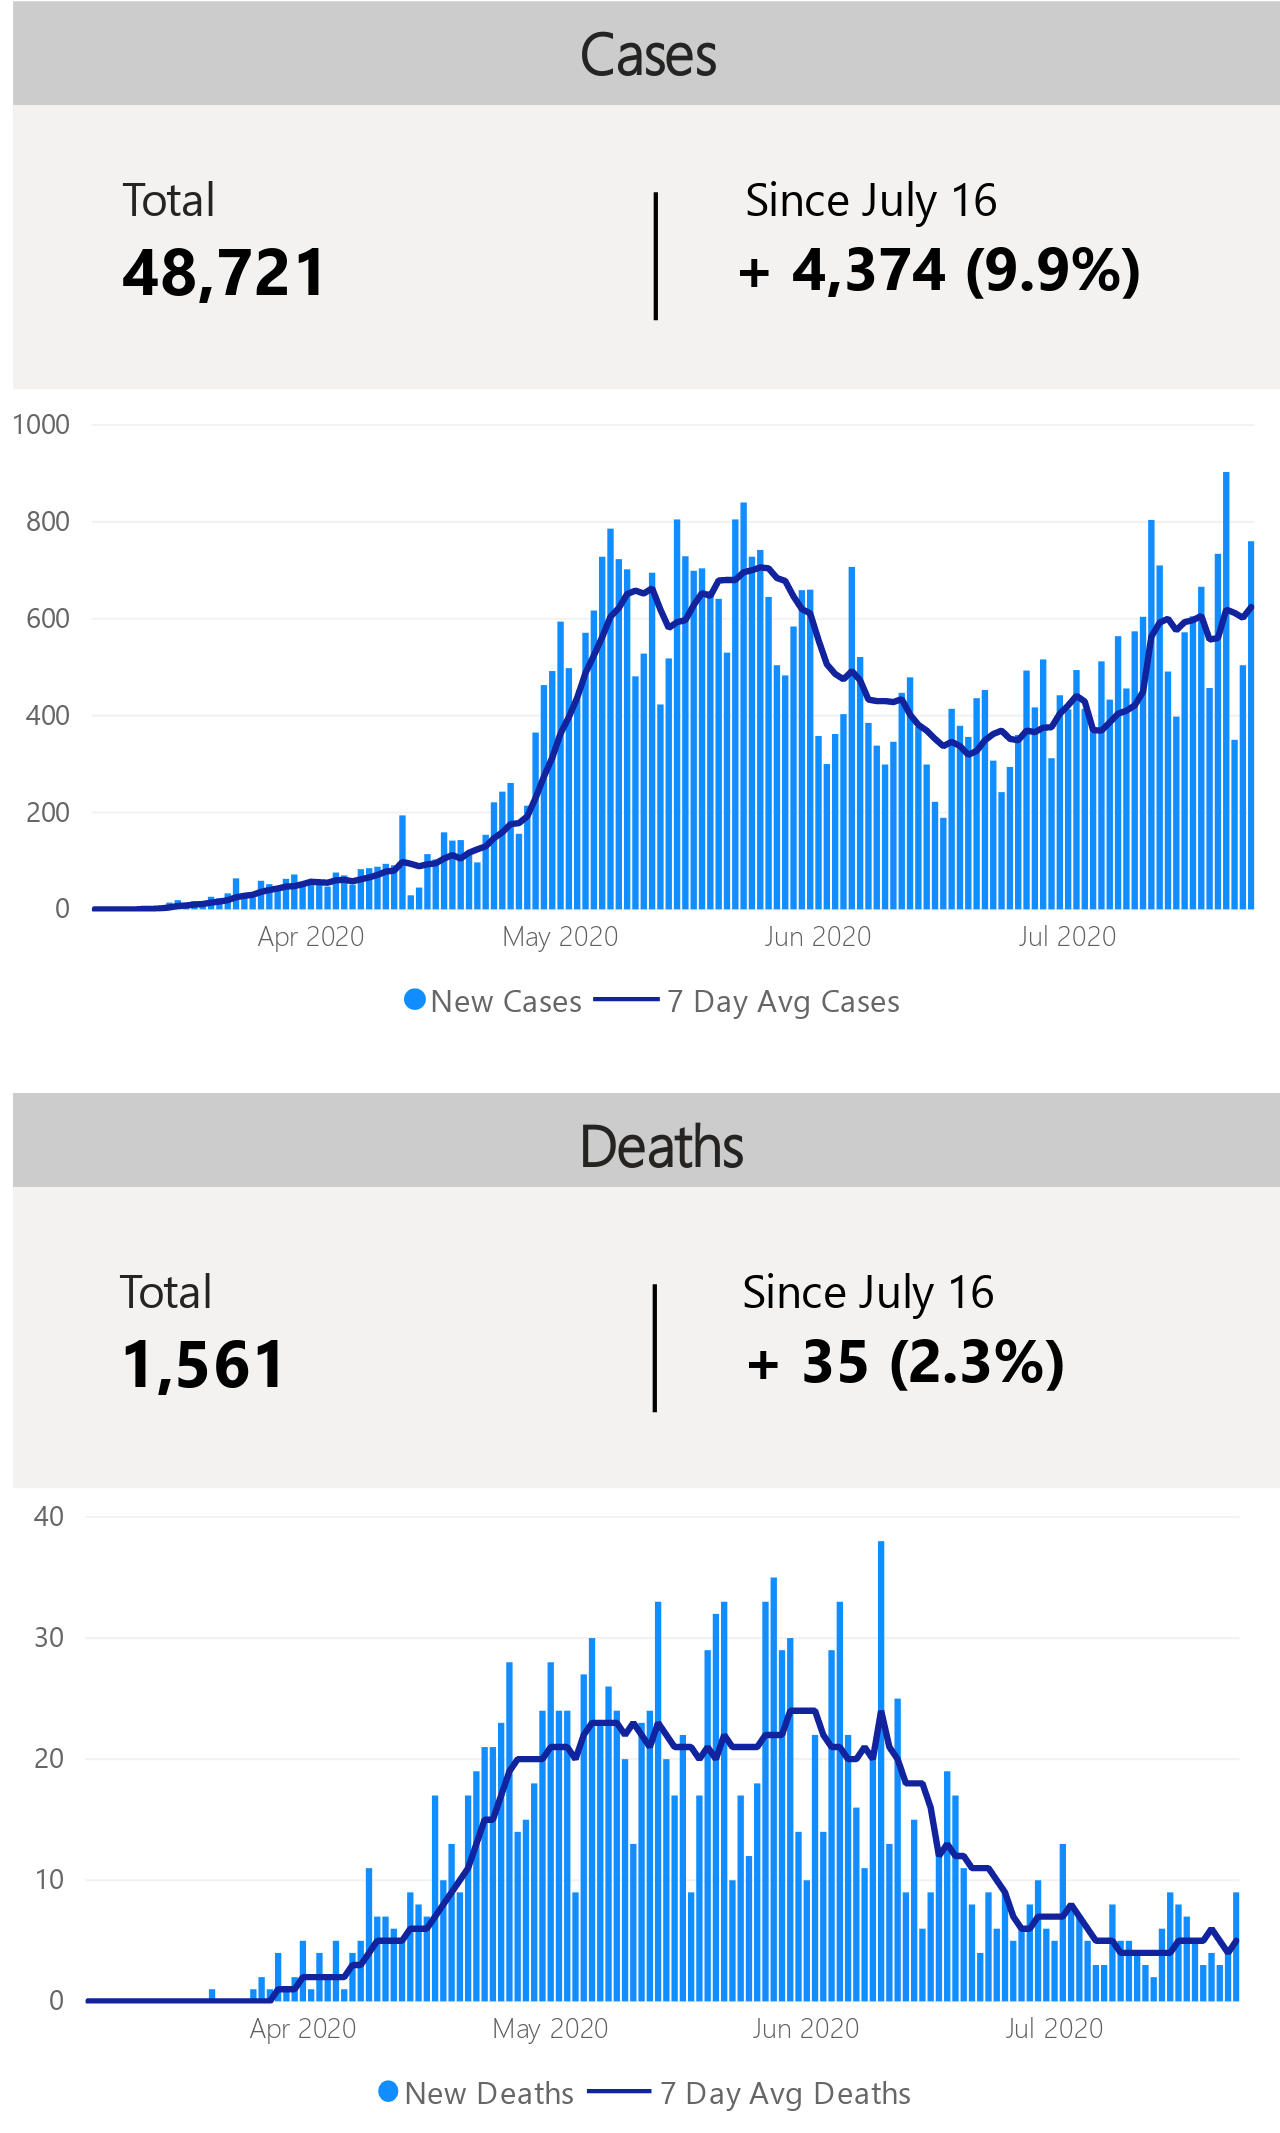 Cases
Total
Since July 16
48,721
+ 4,374 (9.9%)
1000
800
600
400
200
0
Apr 2020
May 2020
Jun 2020
Jul 2020
New Cases
7 Day Avg Cases
Deaths
Total
Since July 16
1,561
+ 35 (2.3%)
40
30
20
10
0
Apr 2020
May 2020
Jun 2020
Jul 2020
New Deaths
7 Day Avg Deaths